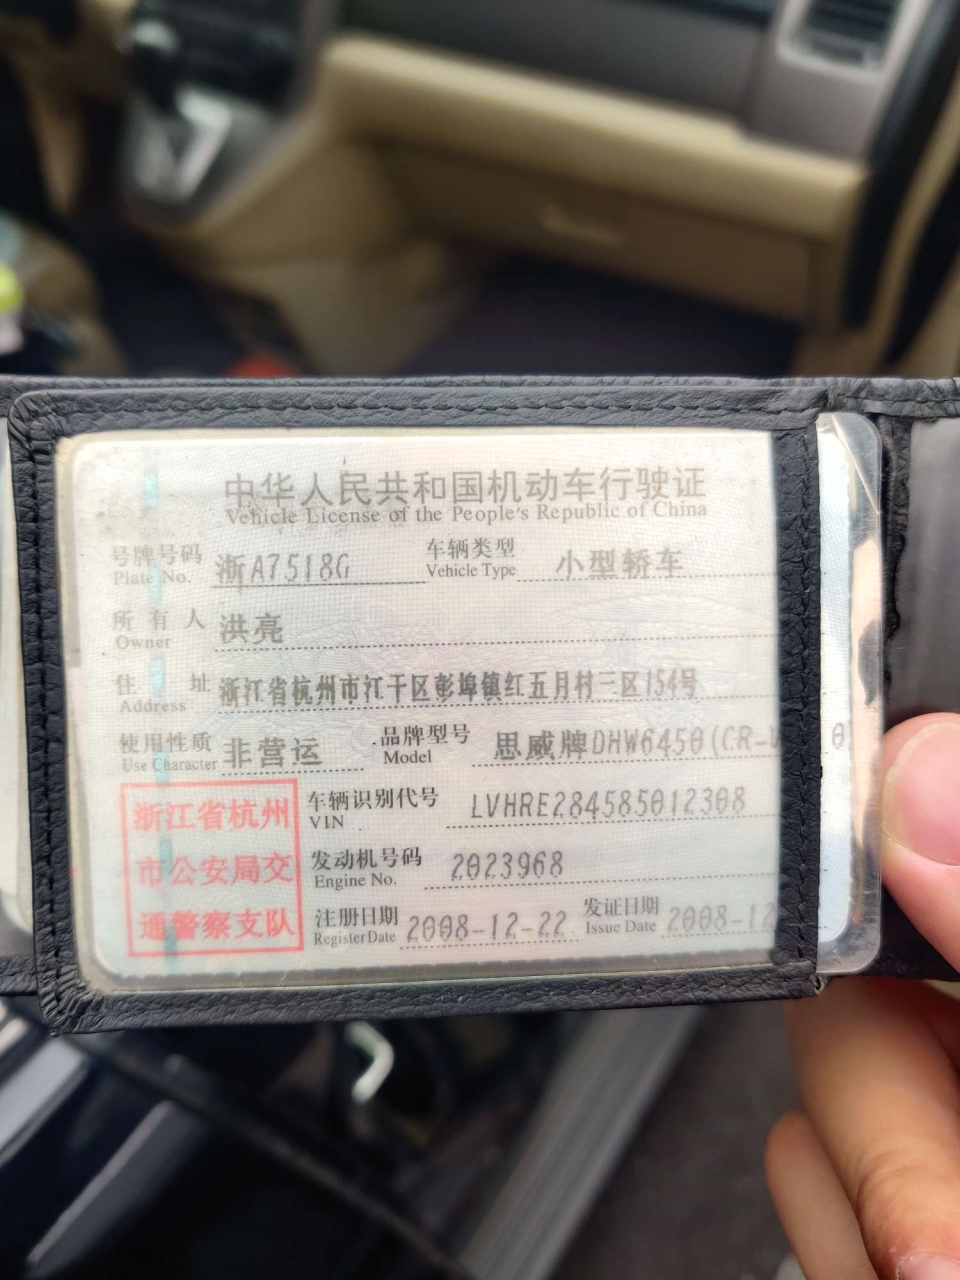 中华人民共和国机动车行驶证
Vehicle License of the People's Republic of China
号牌号码 浙A7518G 车辆类型 小型轿车
Plate No. Vehicle Type
所有人 洪亮
Owner
住址 浙江省杭州市江干区彭埠镇红五月村三区154号
Address
使用性质 非营运 品牌型号 思威牌DHW6450(CR-
Use Character Model
浙江省杭州
市公安局交
通警察支队
车辆识别代号 LVHRE284585012308
VIN
发动机号码 2023968
Engine No.
注册日期 2008-12-22 发证日期 2008-12
Register Date Issue Date